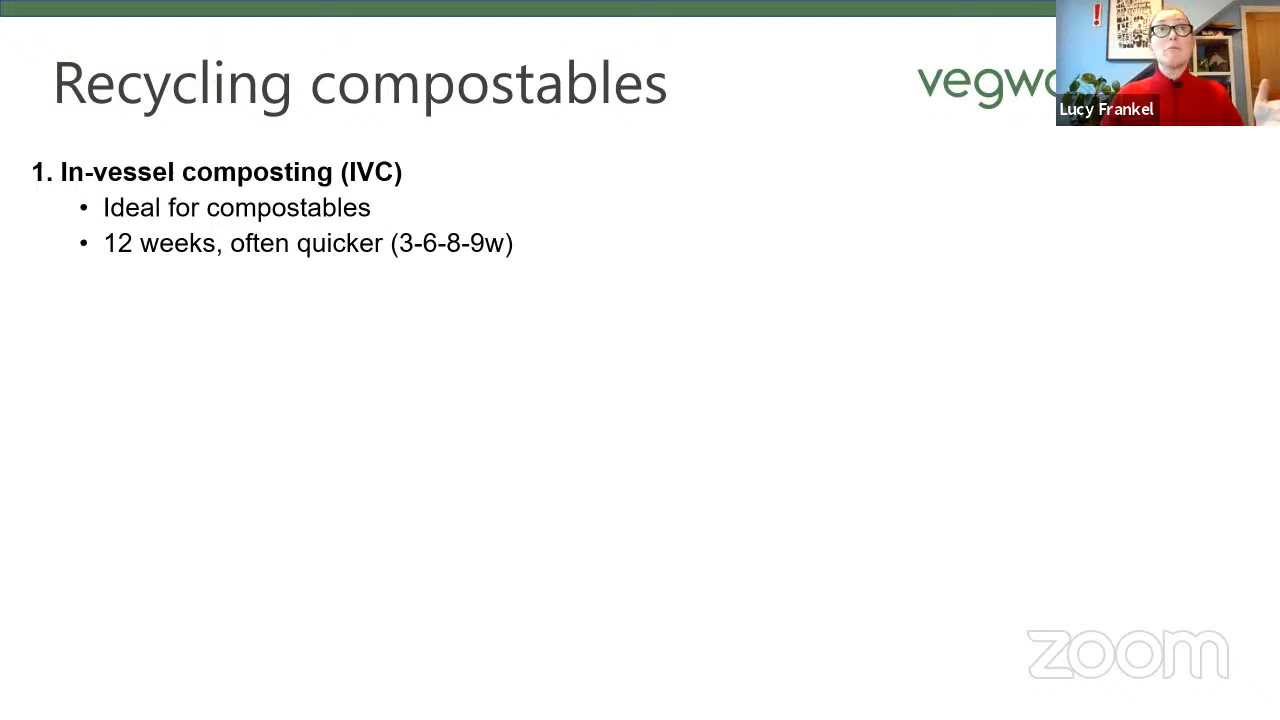 Recycling compostables
Lucy Frankel
1. In-vessel composting (IVC)
• Ideal for compostables
• 12 weeks, often quicker (3-6-8-9w)
zoom